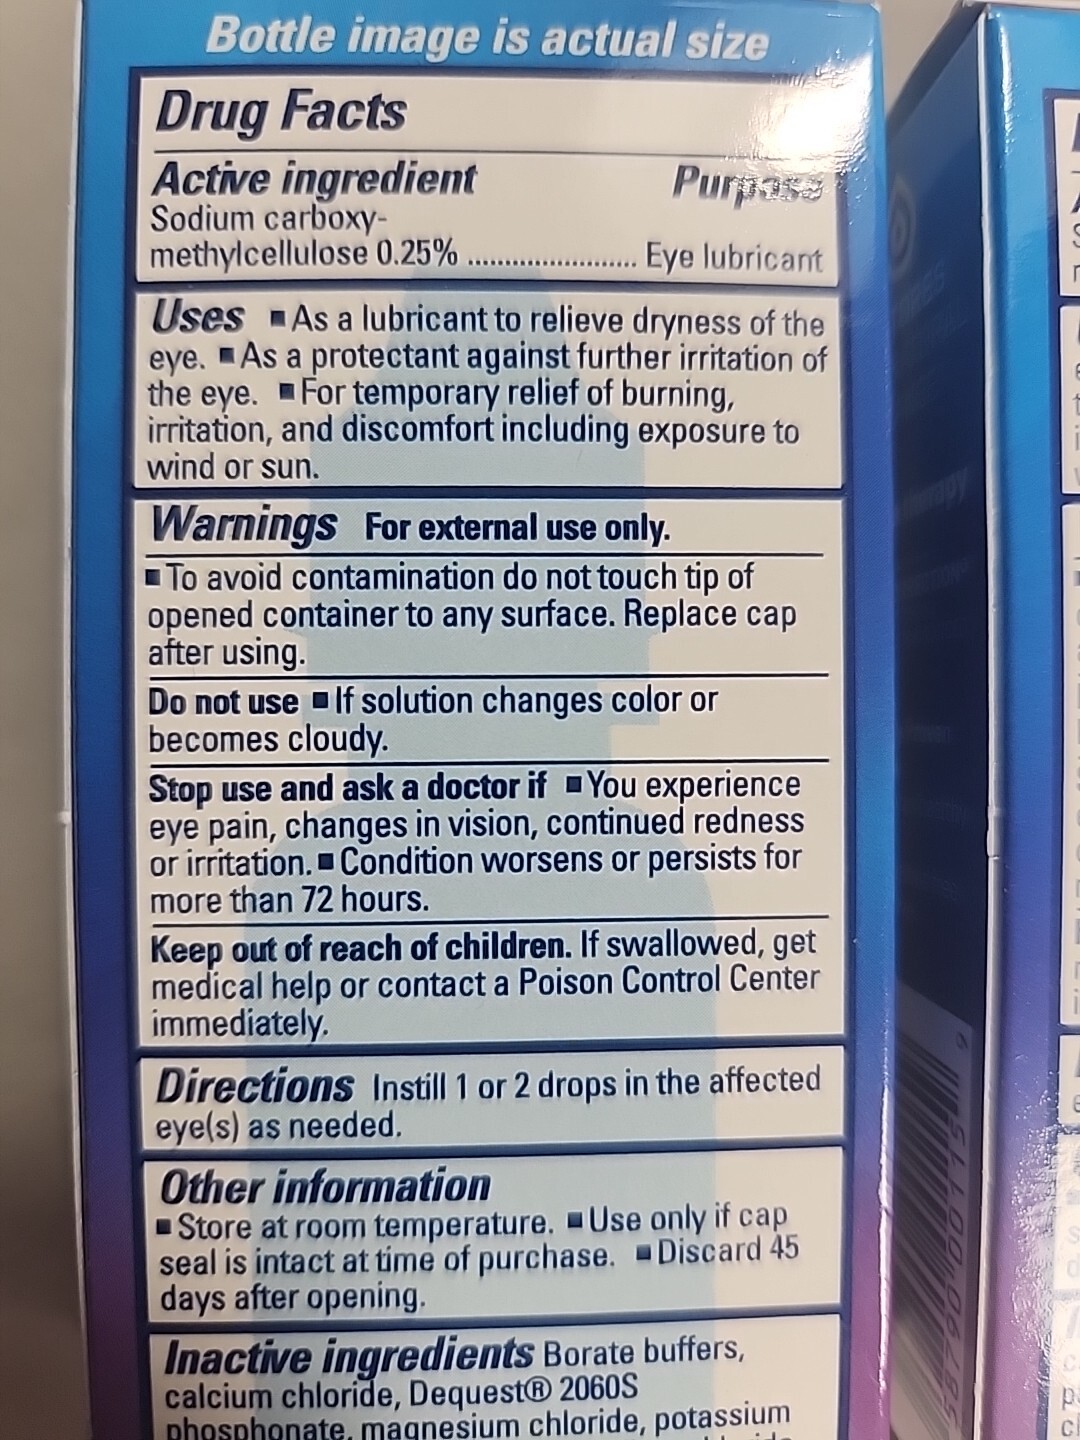 Bottle image is actual size
Drug Facts
Active ingredient Purpose
Sodium carboxy-
methylcellulose 0.25% ........................ Eye lubricant
Uses ■ As a lubricant to relieve dryness of the
eye. ■ As a protectant against further irritation of
the eye. ■ For temporary relief of burning,
irritation, and discomfort including exposure to
wind or sun.
Warnings For external use only.
■ To avoid contamination do not touch tip of
opened container to any surface. Replace cap
after using.
Do not use ■ If solution changes color or
becomes cloudy.
Stop use and ask a doctor if ■ You experience
eye pain, changes in vision, continued redness
or irritation. ■ Condition worsens or persists for
more than 72 hours.
Keep out of reach of children. If swallowed, get
medical help or contact a Poison Control Center
immediately.
Directions Instill 1 or 2 drops in the affected
eye(s) as needed.
Other information
■ Store at room temperature. ■ Use only if cap
seal is intact at time of purchase. ■ Discard 45
days after opening.
Inactive ingredients Borate buffers,
calcium chloride, Dequest® 2060S
phosphonate, magnesium chloride, potassium